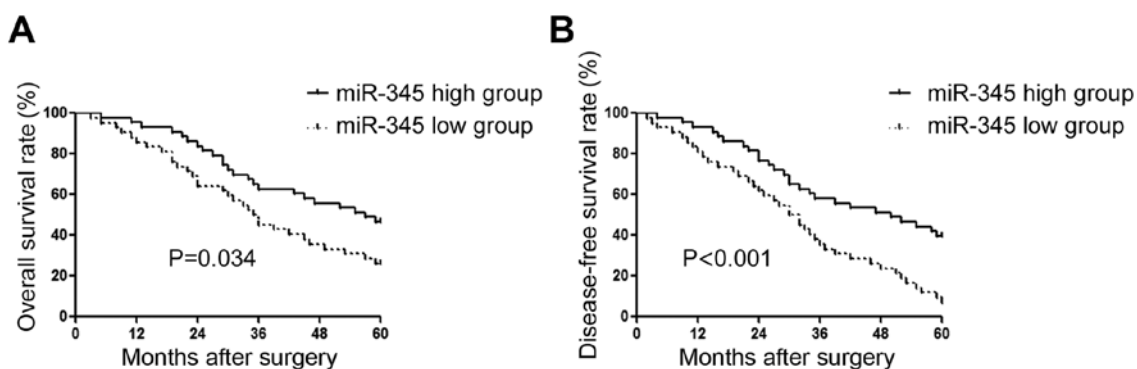 A
miR-345 high group
miR-345 low group
Overall survival rate (%)
100
80
60
40
20
0
P=0.034
0 12 24 36 48 60
Months after surgery
B
miR-345 high group
miR-345 low group
Disease-free survival rate (%)
100
80
60
40
20
0
P<0.001
0 12 24 36 48 60
Months after surgery